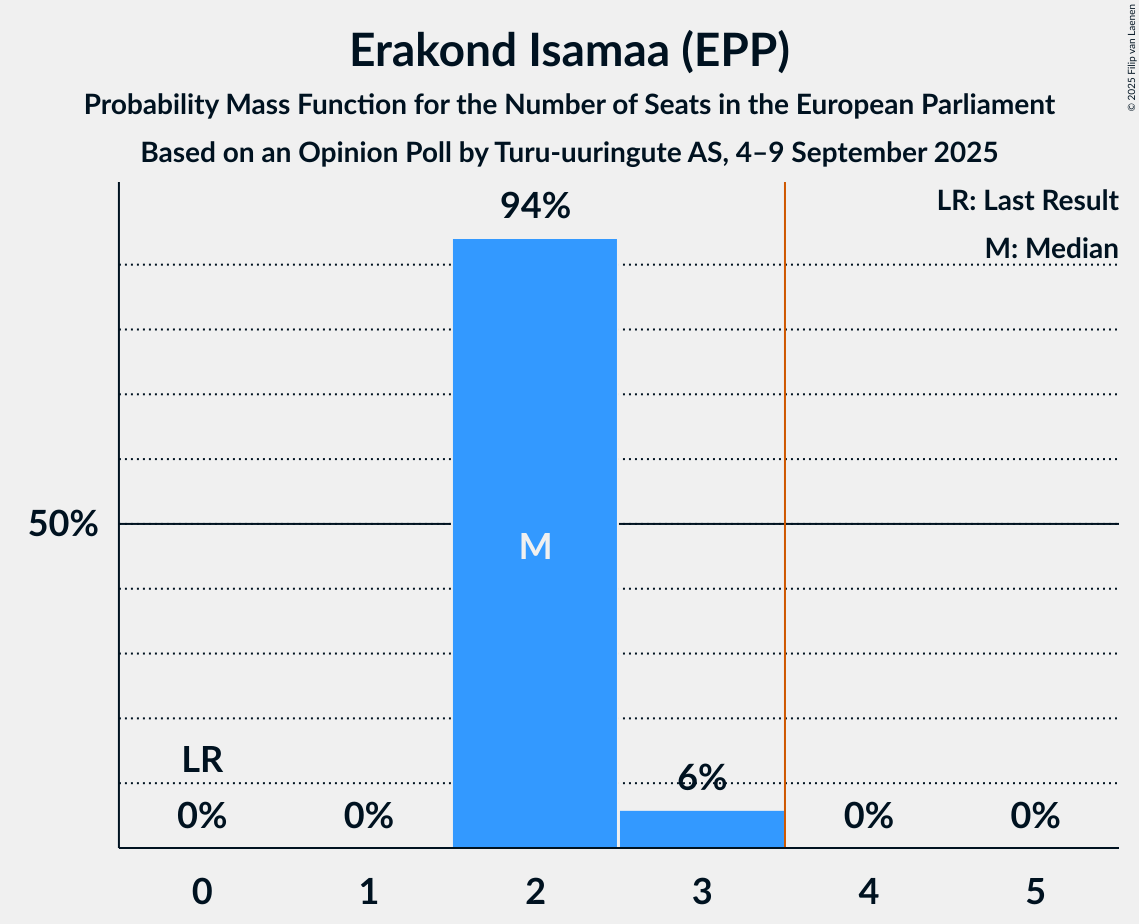 Erakond Isamaa (EPP)
Probability Mass Function for the Number of Seats in the European Parliament
Based on an Opinion Poll by Turu-uuringute AS, 4–9 September 2025
© 2025 Filip van Laenen
LR: Last Result
M: Median
94%
50%
M
LR
6%
0% 0% 0% 0%
0 1 2 3 4 5